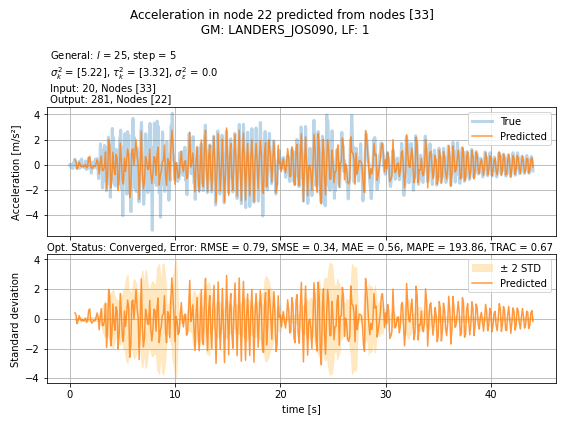 Acceleration in node 22 predicted from nodes [33]
GM: LANDERS_JOS090, LF: 1
General: l = 25, step = 5
σ²ₖ = [5.22], τ²ₖ = [3.32], σ²ε = 0.0
Input: 20, Nodes [33]
Output: 281, Nodes [22]
Acceleration [m/s²]
4
2
0
−2
−4
True
Predicted
Opt. Status: Converged, Error: RMSE = 0.79, SMSE = 0.34, MAE = 0.56, MAPE = 193.86, TRAC = 0.67
Standard deviation
4
2
0
−2
−4
± 2 STD
Predicted
0 10 20 30 40
time [s]